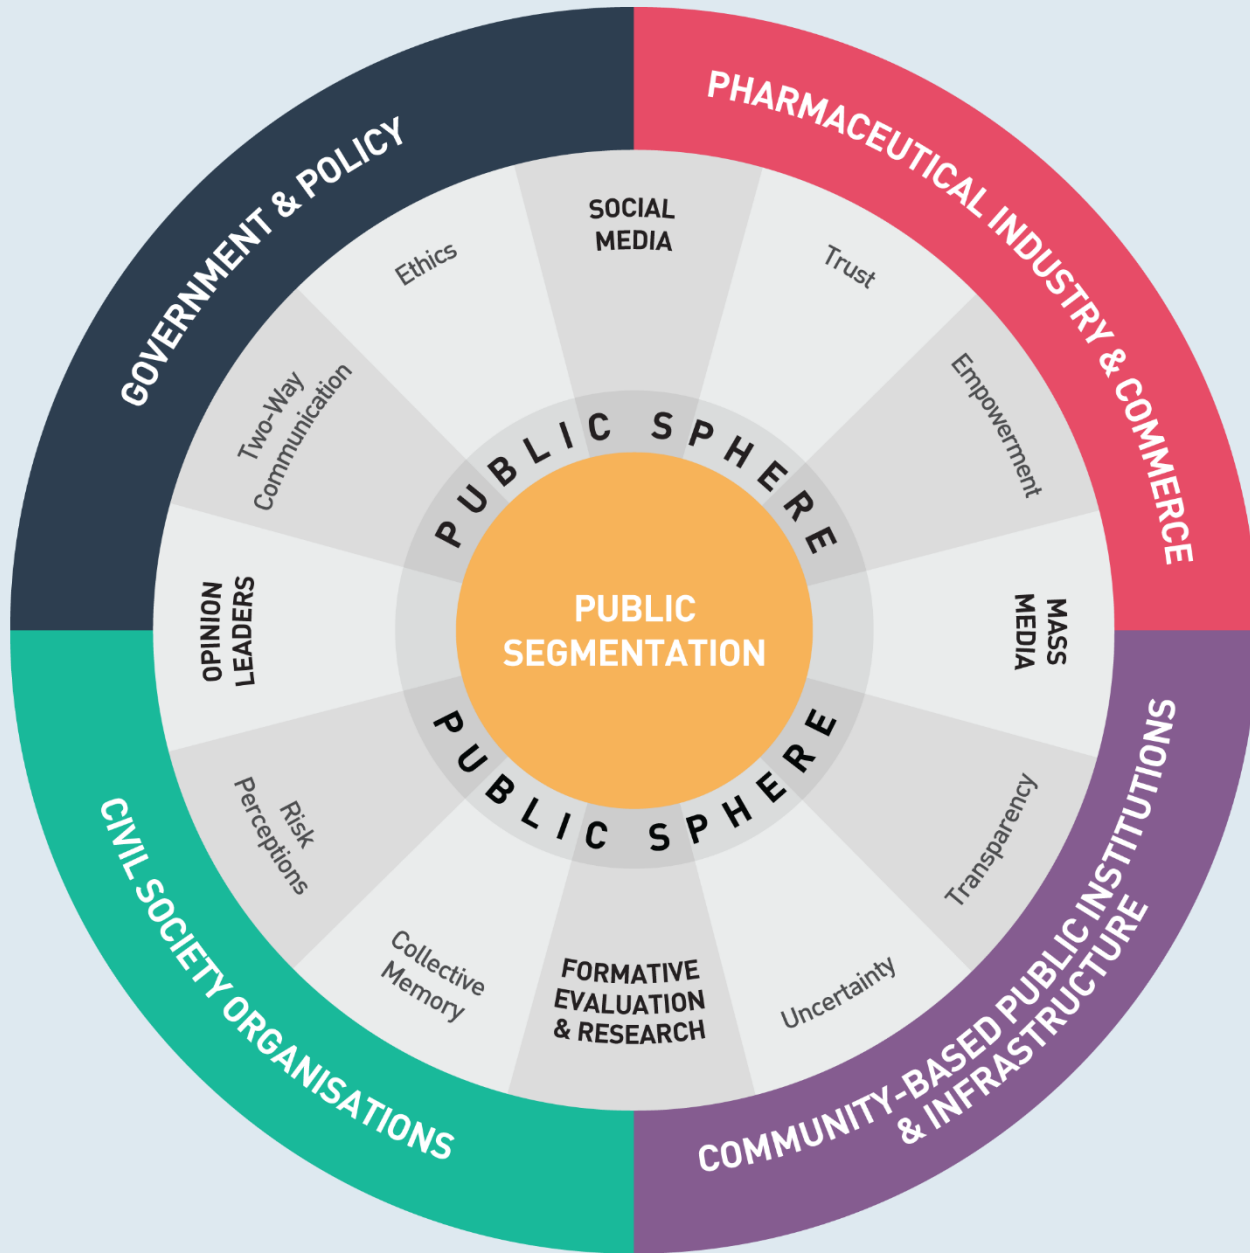 GOVERNMENT & POLICY
PHARMACEUTICAL INDUSTRY & COMMERCE
COMMUNITY-BASED PUBLIC INSTITUTIONS
& INFRASTRUCTURE
CIVIL SOCIETY ORGANISATIONS
SOCIAL
MEDIA
Trust
Empowerment
MASS
MEDIA
Transparency
Uncertainty
FORMATIVE
EVALUATION
& RESEARCH
Collective
Memory
Risk
Perceptions
OPINION
LEADERS
Two-Way
Communication
Ethics
PUBLIC SPHERE
PUBLIC
SEGMENTATION
PUBLIC SPHERE